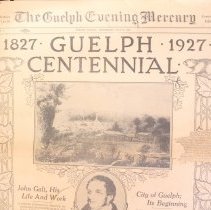 The Guelph Evening Mercury
1827 · GUELPH · 1927
CENTENNIAL
John Galt, His
Life And Work
City of Guelph;
Its Beginning